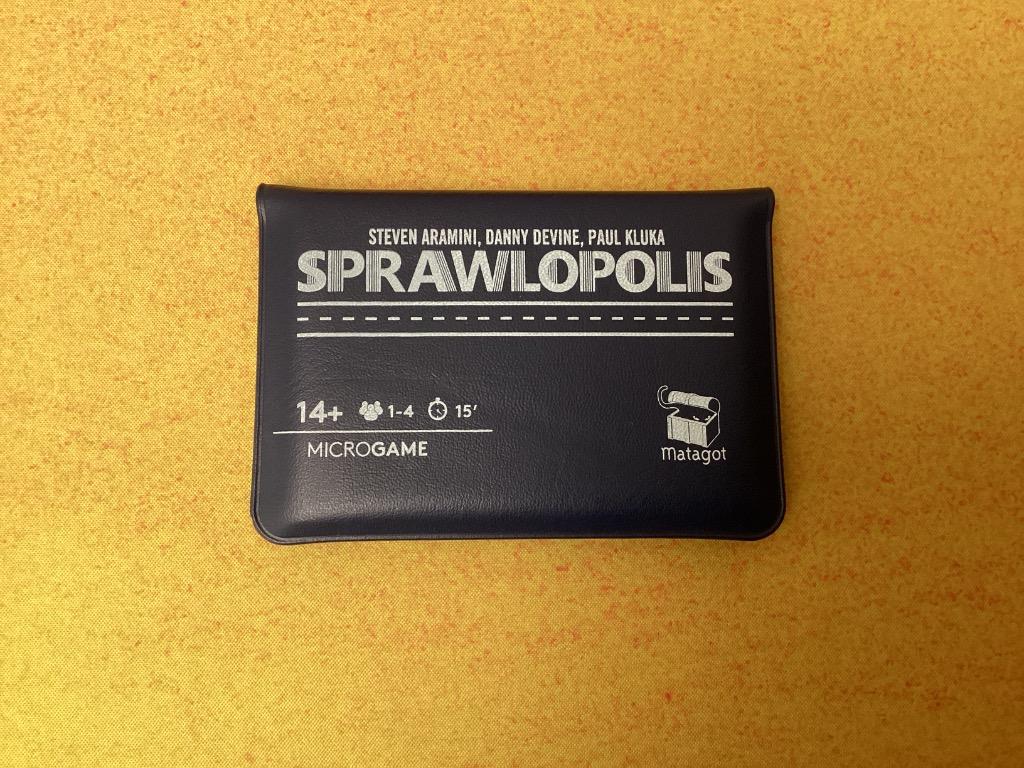 STEVEN ARAMINI, DANNY DEVINE, PAUL KLUKA
SPRAWLOPOLIS
14+ 1-4 15′
MICROGAME
Matagot